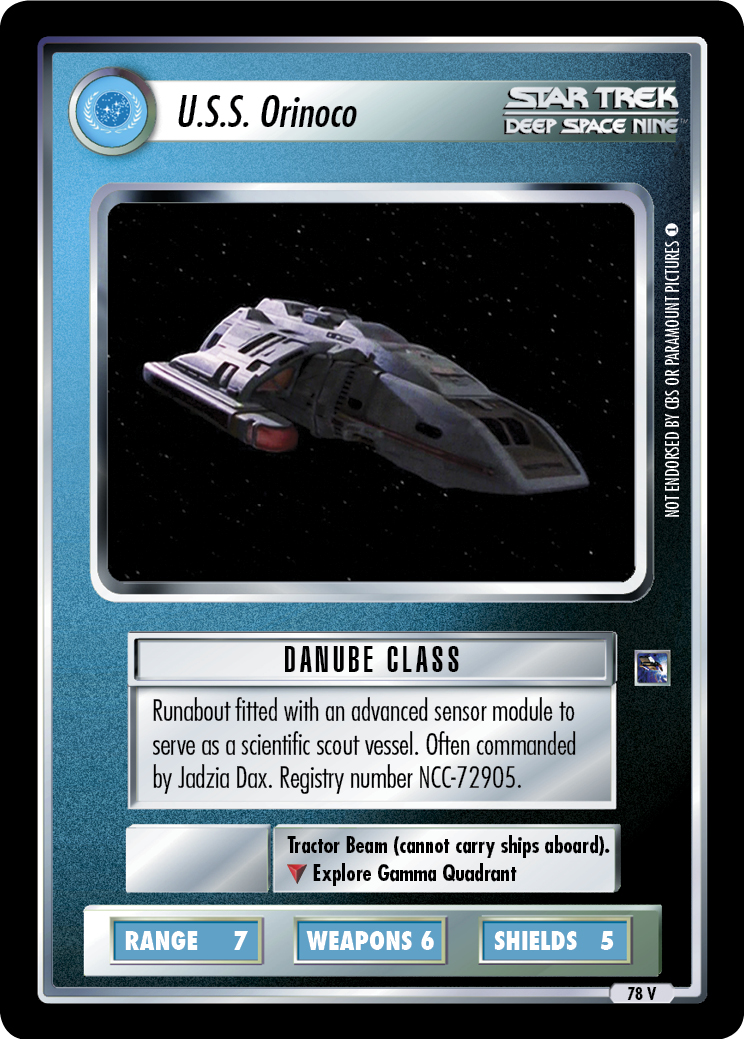 U.S.S. Orinoco
STAR TREK
DEEP SPACE NINE™
NOT ENDORSED BY CBS OR PARAMOUNT PICTURES 1
DANUBE CLASS
Runabout fitted with an advanced sensor module to
serve as a scientific scout vessel. Often commanded
by Jadzia Dax. Registry number NCC-72905.
Tractor Beam (cannot carry ships aboard).
Explore Gamma Quadrant
RANGE 7 WEAPONS 6 SHIELDS 5
78 V